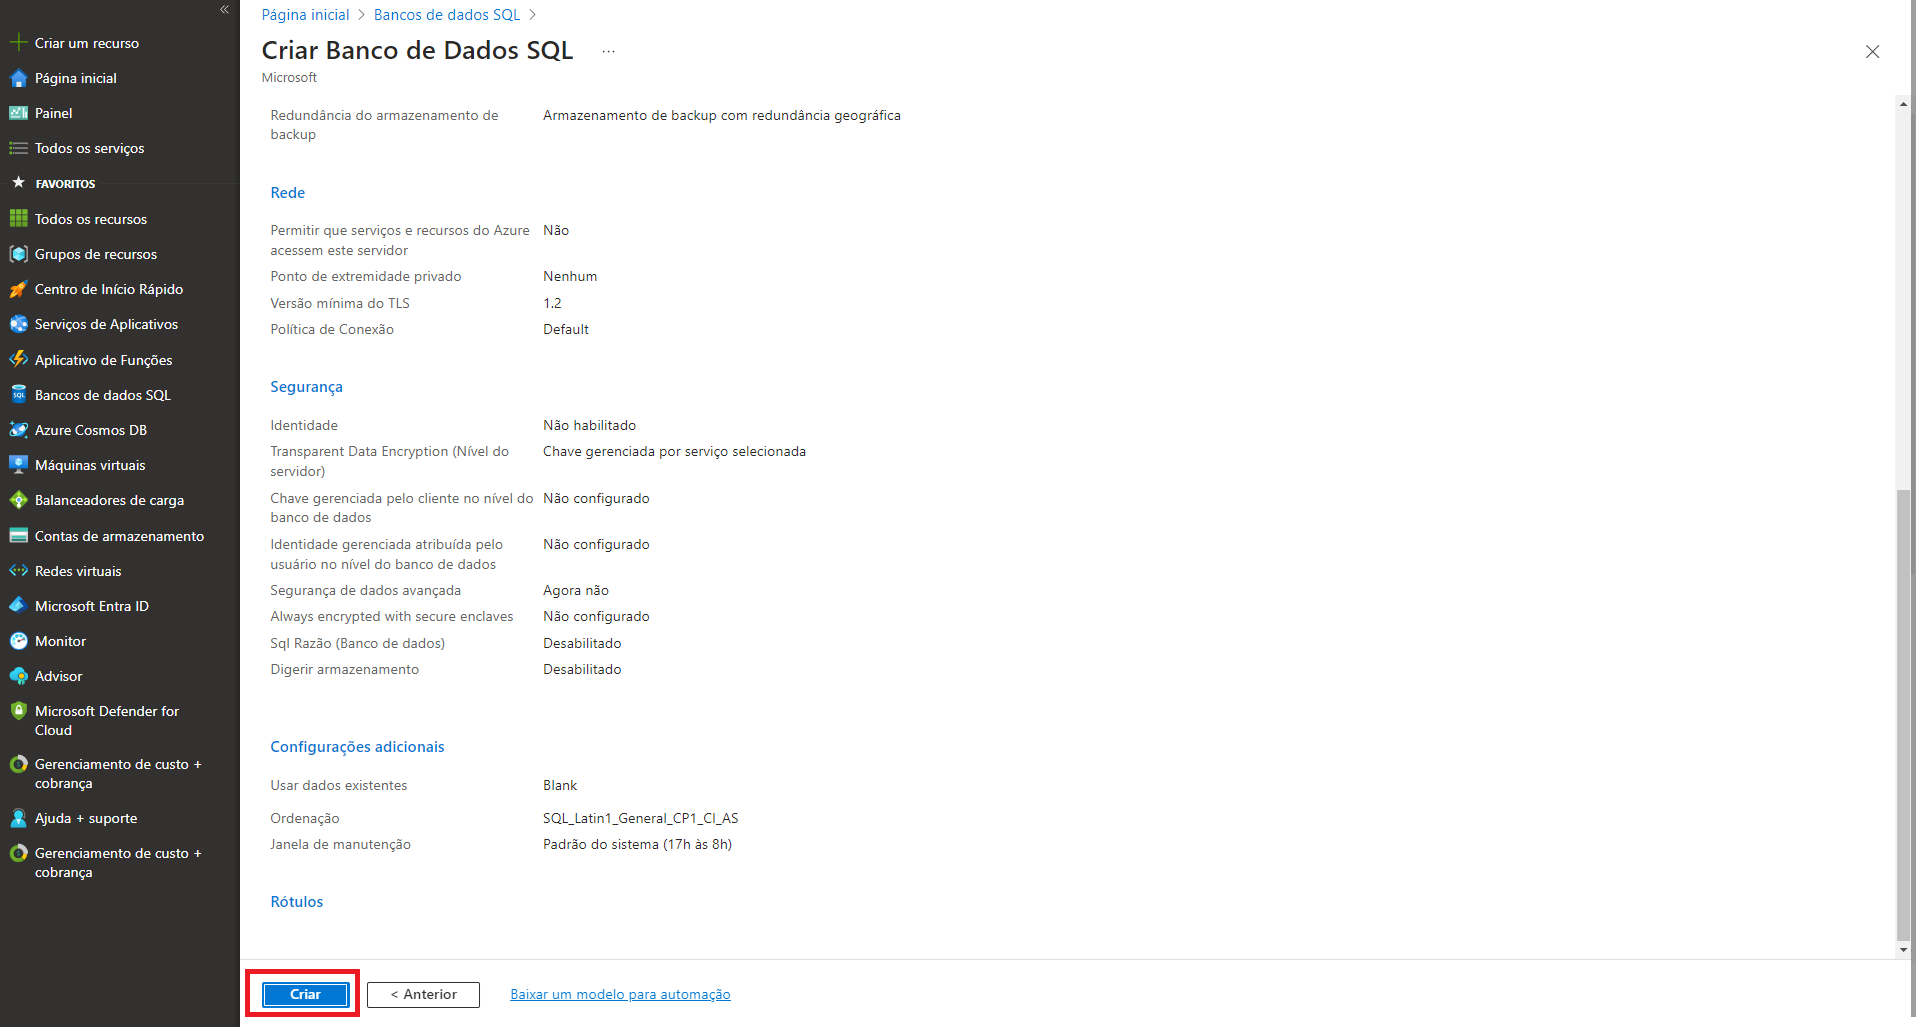 Criar um recurso
Página inicial
Painel
Todos os serviços
FAVORITOS
Todos os recursos
Grupos de recursos
Centro de Início Rápido
Serviços de Aplicativos
Aplicativo de Funções
Bancos de dados SQL
Azure Cosmos DB
Máquinas virtuais
Balanceadores de carga
Contas de armazenamento
Redes virtuais
Microsoft Entra ID
Monitor
Advisor
Microsoft Defender for
Cloud
Gerenciamento de custo +
cobrança
Ajuda + suporte
Gerenciamento de custo +
cobrança
Página inicial > Bancos de dados SQL >
Criar Banco de Dados SQL ...
Microsoft
Redundância do armazenamento de Armazenamento de backup com redundância geográfica
backup
Rede
Permitir que serviços e recursos do Azure Não
acessem este servidor
Ponto de extremidade privado Nenhum
Versão mínima do TLS 1.2
Política de Conexão Default
Segurança
Identidade Não habilitado
Transparent Data Encryption (Nível do Chave gerenciada por serviço selecionada
servidor)
Chave gerenciada pelo cliente no nível do Não configurado
banco de dados
Identidade gerenciada atribuída pelo Não configurado
usuário no nível do banco de dados
Segurança de dados avançada Agora não
Always encrypted with secure enclaves Não configurado
Sql Razão (Banco de dados) Desabilitado
Digerir armazenamento Desabilitado
Configurações adicionais
Usar dados existentes Blank
Ordenação SQL_Latin1_General_CP1_CI_AS
Janela de manutenção Padrão do sistema (17h às 8h)
Rótulos
Criar < Anterior Baixar um modelo para automação